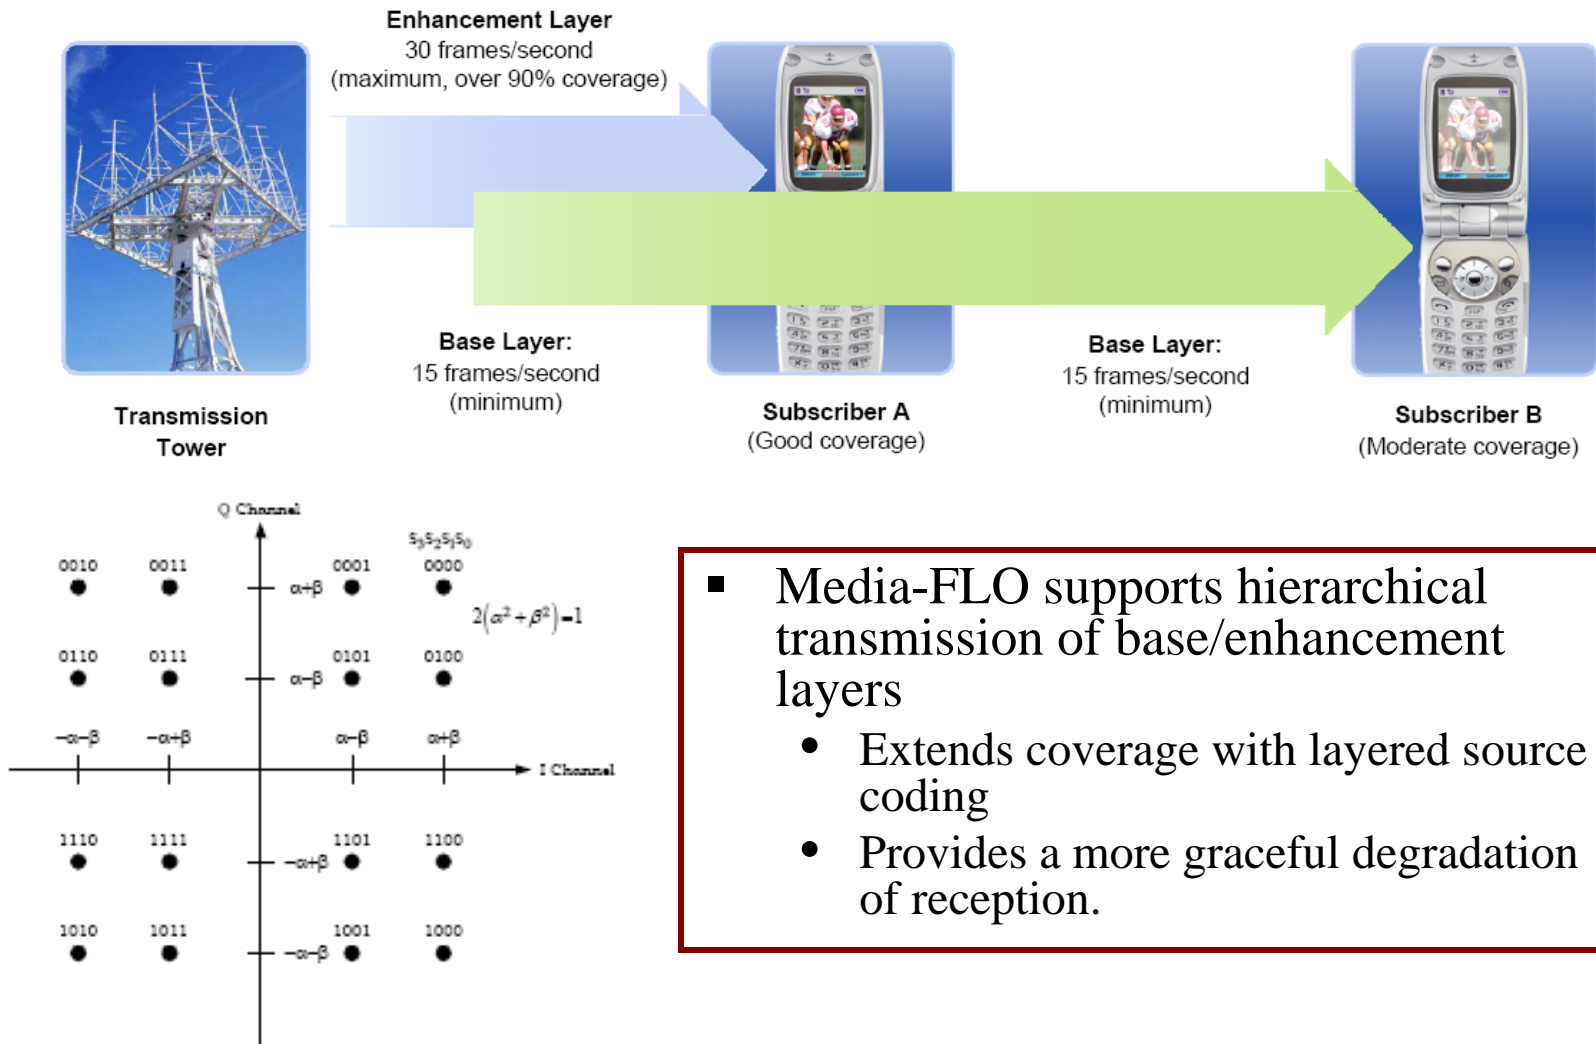 Enhancement Layer
30 frames/second
(maximum, over 90% coverage)
Base Layer:
15 frames/second
(minimum)
Base Layer:
15 frames/second
(minimum)
Transmission
Tower
Subscriber A
(Good coverage)
Subscriber B
(Moderate coverage)
Q Channel
S₃S₂S₁S₀
0010 0011 0001 0000
α+β
2(α²+β²)=1
0110 0111 0101 0100
α−β
−α−β −α+β α−β α+β
I Channel
1110 1111 1101 1100
−α+β
1010 1011 1001 1000
−α−β
▪ Media-FLO supports hierarchical
transmission of base/enhancement
layers
• Extends coverage with layered source
coding
• Provides a more graceful degradation
of reception.